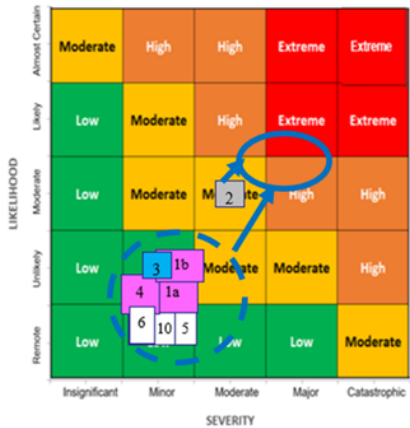 LIKELIHOOD
Almost Certain
Moderate High High Extreme Extreme
Likely
Low Moderate High Extreme Extreme
Moderate
Low Moderate High High
2
Unlikely
Low Moderate Moderate High
3 1b
4 1a
Remote
Low Low Low Moderate
6 10 5
Insignificant Minor Moderate Major Catastrophic
SEVERITY